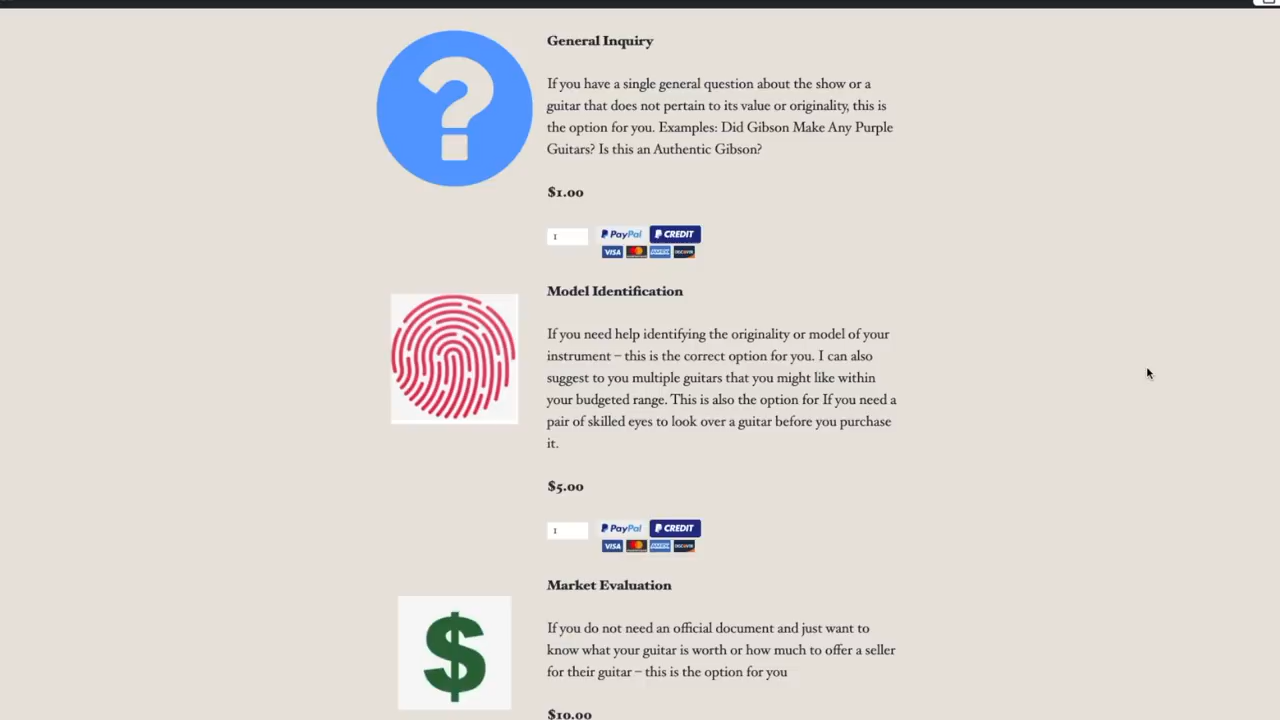 General Inquiry
If you have a single general question about the show or a
guitar that does not pertain to its value or originality, this is
the option for you. Examples: Did Gibson Make Any Purple
Guitars? Is this an Authentic Gibson?
$1.00
1
PayPal CREDIT
VISA DISCOVER
Model Identification
If you need help identifying the originality or model of your
instrument – this is the correct option for you. I can also
suggest to you multiple guitars that you might like within
your budgeted range. This is also the option for If you need a
pair of skilled eyes to look over a guitar before you purchase
it.
$5.00
1
PayPal CREDIT
VISA DISCOVER
Market Evaluation
If you do not need an official document and just want to
know what your guitar is worth or how much to offer a seller
for their guitar – this is the option for you
$10.00